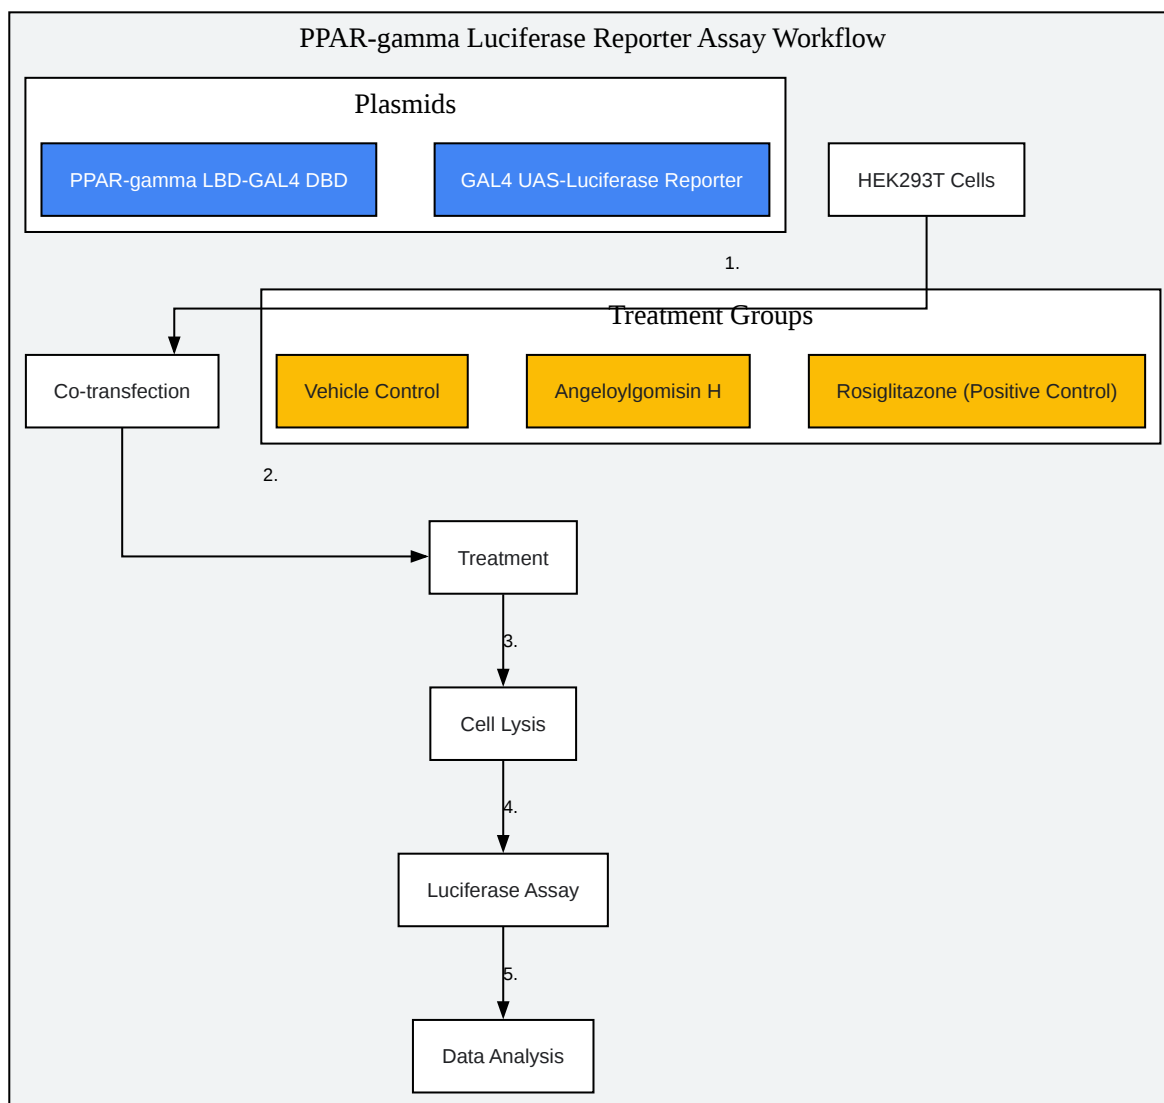 PPAR-gamma Luciferase Reporter Assay Workflow
Plasmids
PPAR-gamma LBD-GAL4 DBD
GAL4 UAS-Luciferase Reporter
HEK293T Cells
1.
Treatment Groups
Co-transfection
Vehicle Control
Angeloylgomisin H
Rosiglitazone (Positive Control)
2.
Treatment
3.
Cell Lysis
4.
Luciferase Assay
5.
Data Analysis